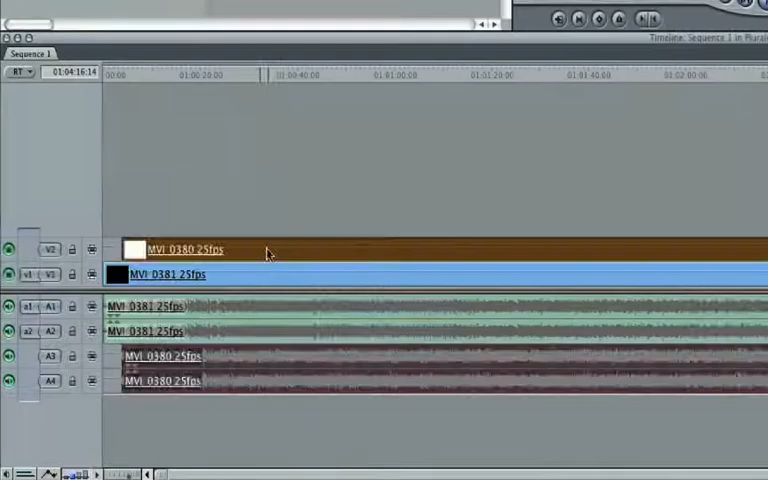 Timeline: Sequence 1 in
Sequence 1
RT 01:04:16:14 00:00 01:00:20:00 01:00:40:00 01:01:00:00 01:01:20:00 01:01:40:00 01:02:00:00
V2 MVI_0380 25fps
v1 V1 MVI_0381 25fps
a1 A1 MVI_0381 25fps
a2 A2 MVI_0381 25fps
A3 MVI_0380 25fps
A4 MVI_0380 25fps